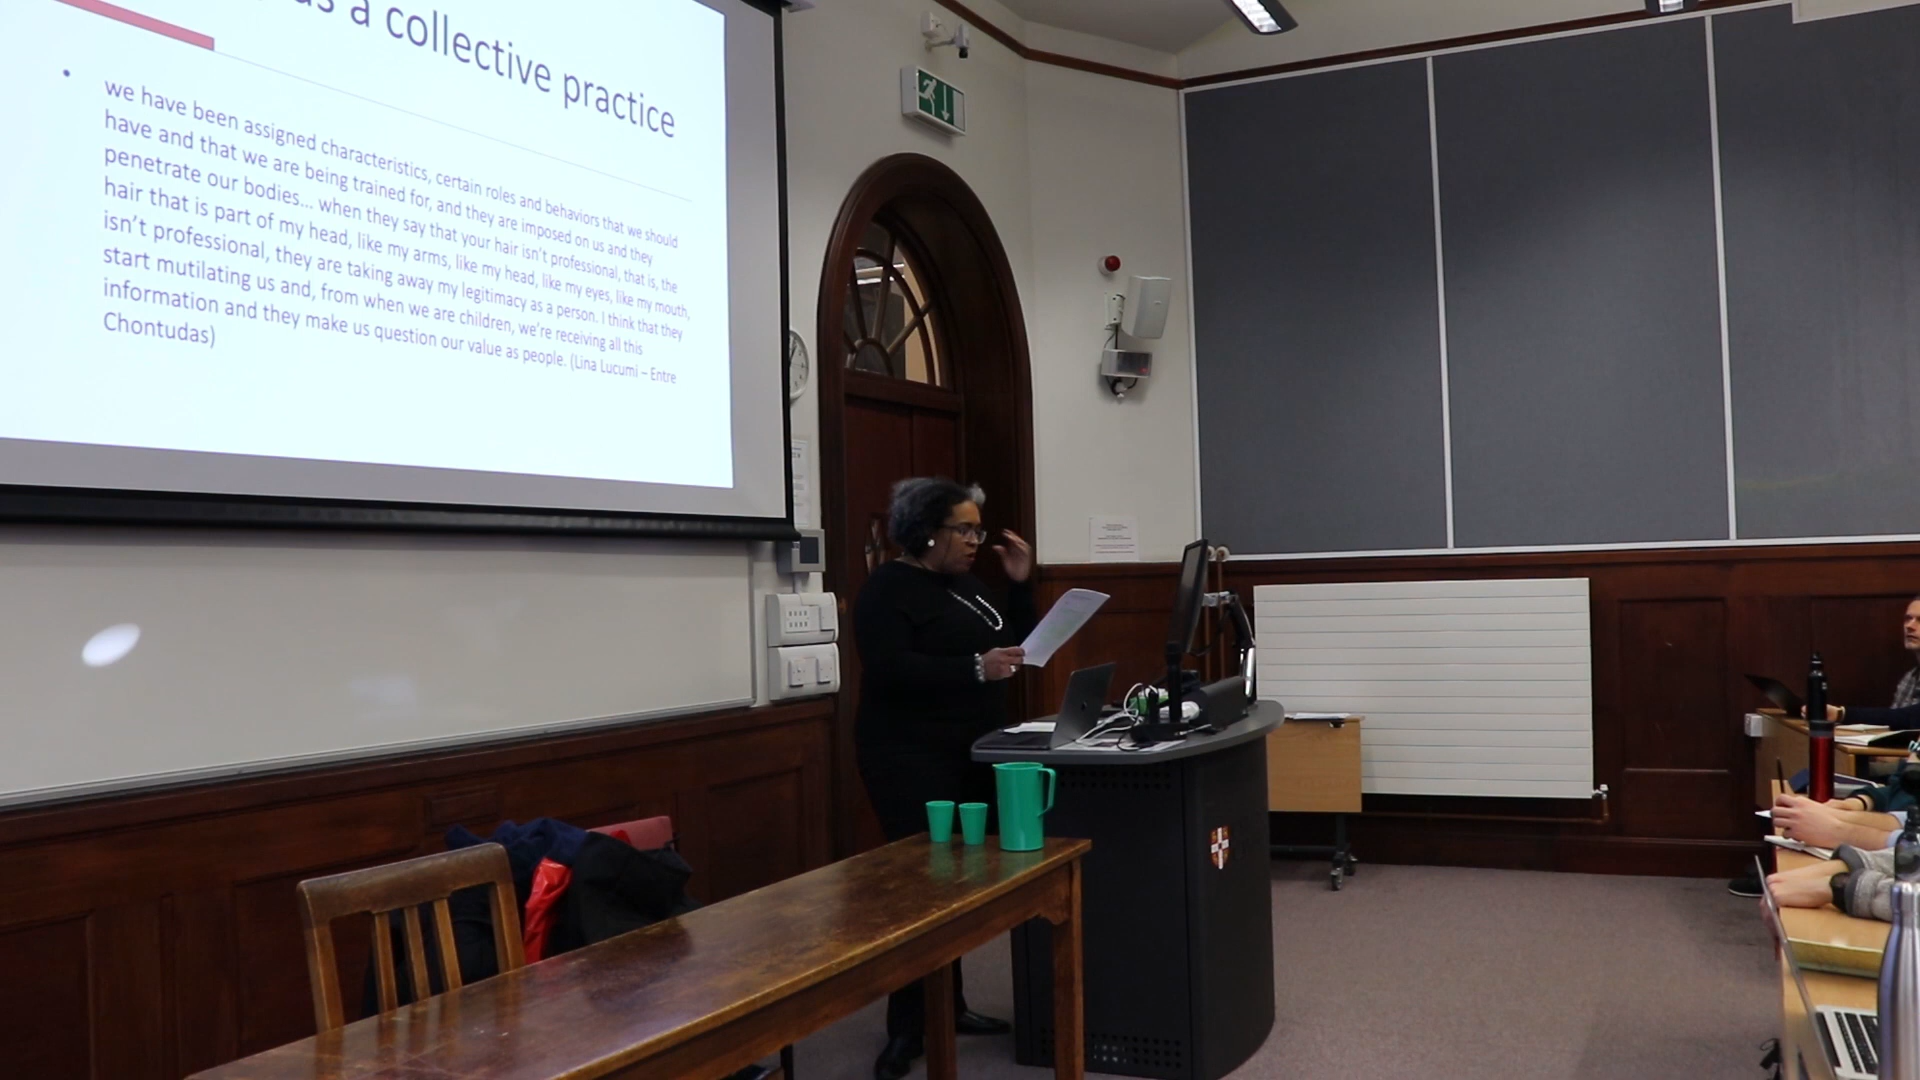 as a collective practice
• we have been assigned characteristics, certain roles and behaviors that we should
have and that we are being trained for, and they are imposed on us and they
penetrate our bodies... when they say that your hair isn't professional, that is, the
hair that is part of my head, like my arms, like my head, like my eyes, like my mouth,
isn't professional, they are taking away my legitimacy as a person. I think that they
start mutilating us and, from when we are children, we're receiving all this
information and they make us question our value as people. (Lina Lucumi – Entre
Chontudas)